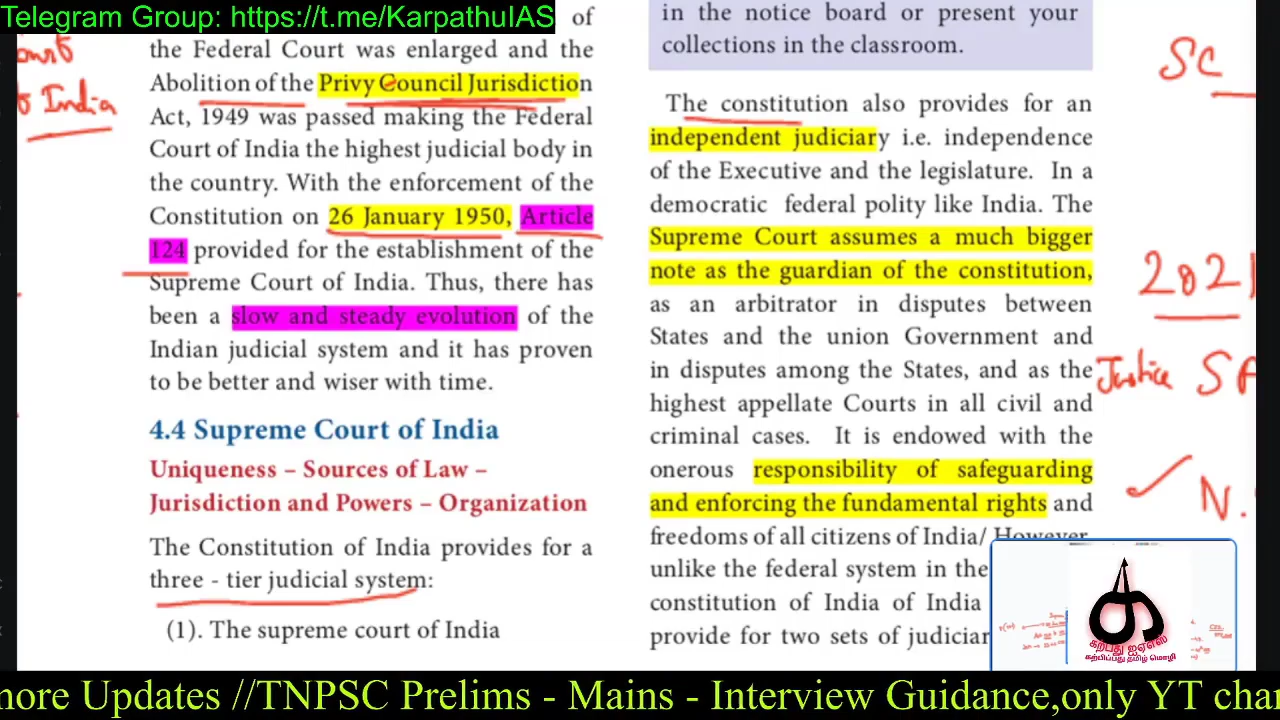 Telegram Group: https://t.me/KarpathuIAS
of
the Federal Court was enlarged and the
Abolition of the Privy Council Jurisdiction
Act, 1949 was passed making the Federal
Court of India the highest judicial body in
the country. With the enforcement of the
Constitution on 26 January 1950, Article
124 provided for the establishment of the
Supreme Court of India. Thus, there has
been a slow and steady evolution of the
Indian judicial system and it has proven
to be better and wiser with time.
4.4 Supreme Court of India
Uniqueness – Sources of Law –
Jurisdiction and Powers – Organization
The Constitution of India provides for a
three - tier judicial system:
(1). The supreme court of India
India
in the notice board or present your
collections in the classroom.
The constitution also provides for an
independent judiciary i.e. independence
of the Executive and the legislature. In a
democratic federal polity like India. The
Supreme Court assumes a much bigger
note as the guardian of the constitution,
as an arbitrator in disputes between
States and the union Government and
in disputes among the States, and as the
highest appellate Courts in all civil and
criminal cases. It is endowed with the
onerous responsibility of safeguarding
and enforcing the fundamental rights and
freedoms of all citizens of India/ However,
unlike the federal system in the
constitution of India of India
provide for two sets of judiciar
SC
2021
Justice SA
N.
கற்பது ஐஏஎஸ்
கற்பிப்பது தமிழ் மொழி
more Updates //TNPSC Prelims - Mains - Interview Guidance,only YT chan